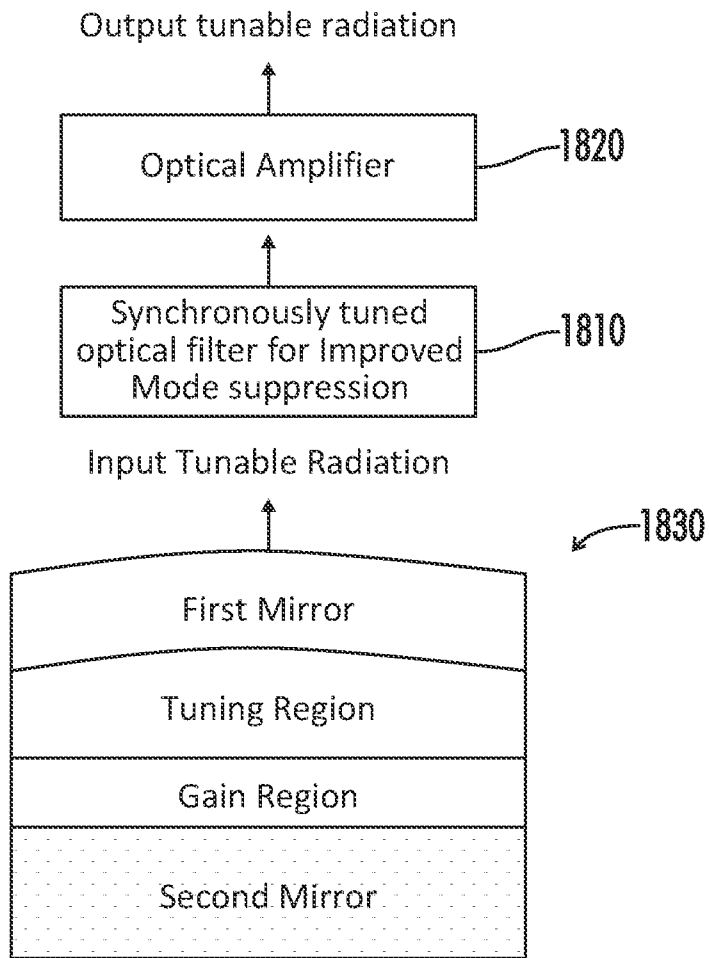 Output tunable radiation
Optical Amplifier
1820
Synchronously tuned
optical filter for Improved
Mode suppression
1810
Input Tunable Radiation
1830
First Mirror
Tuning Region
Gain Region
Second Mirror